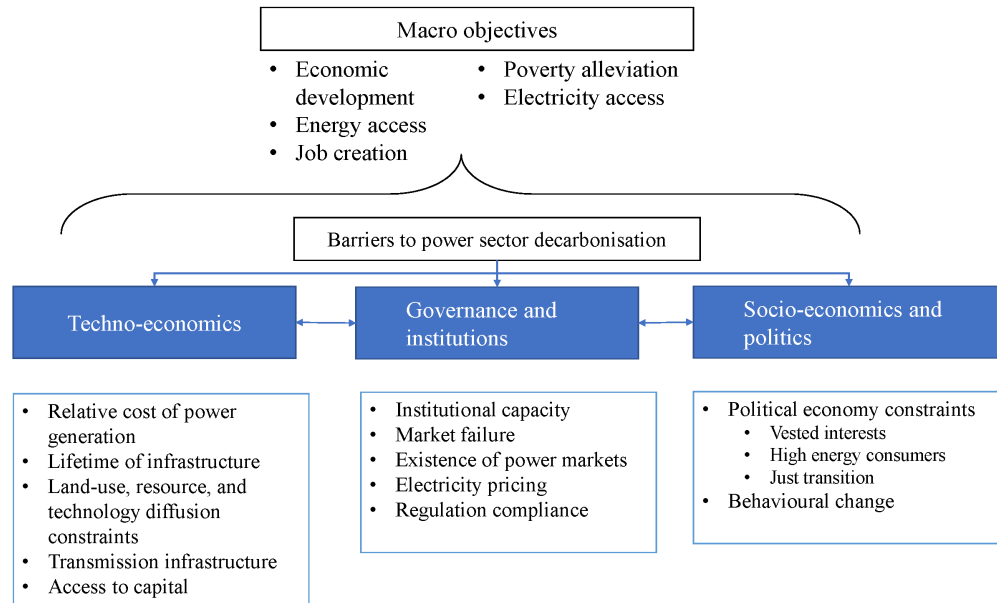 Macro objectives
• Economic
development
• Energy access
• Job creation
• Poverty alleviation
• Electricity access
Barriers to power sector decarbonisation
Techno-economics
Governance and
institutions
Socio-economics and
politics
• Relative cost of power
generation
• Lifetime of infrastructure
• Land-use, resource, and
technology diffusion
constraints
• Transmission infrastructure
• Access to capital
• Institutional capacity
• Market failure
• Existence of power markets
• Electricity pricing
• Regulation compliance
• Political economy constraints
• Vested interests
• High energy consumers
• Just transition
• Behavioural change